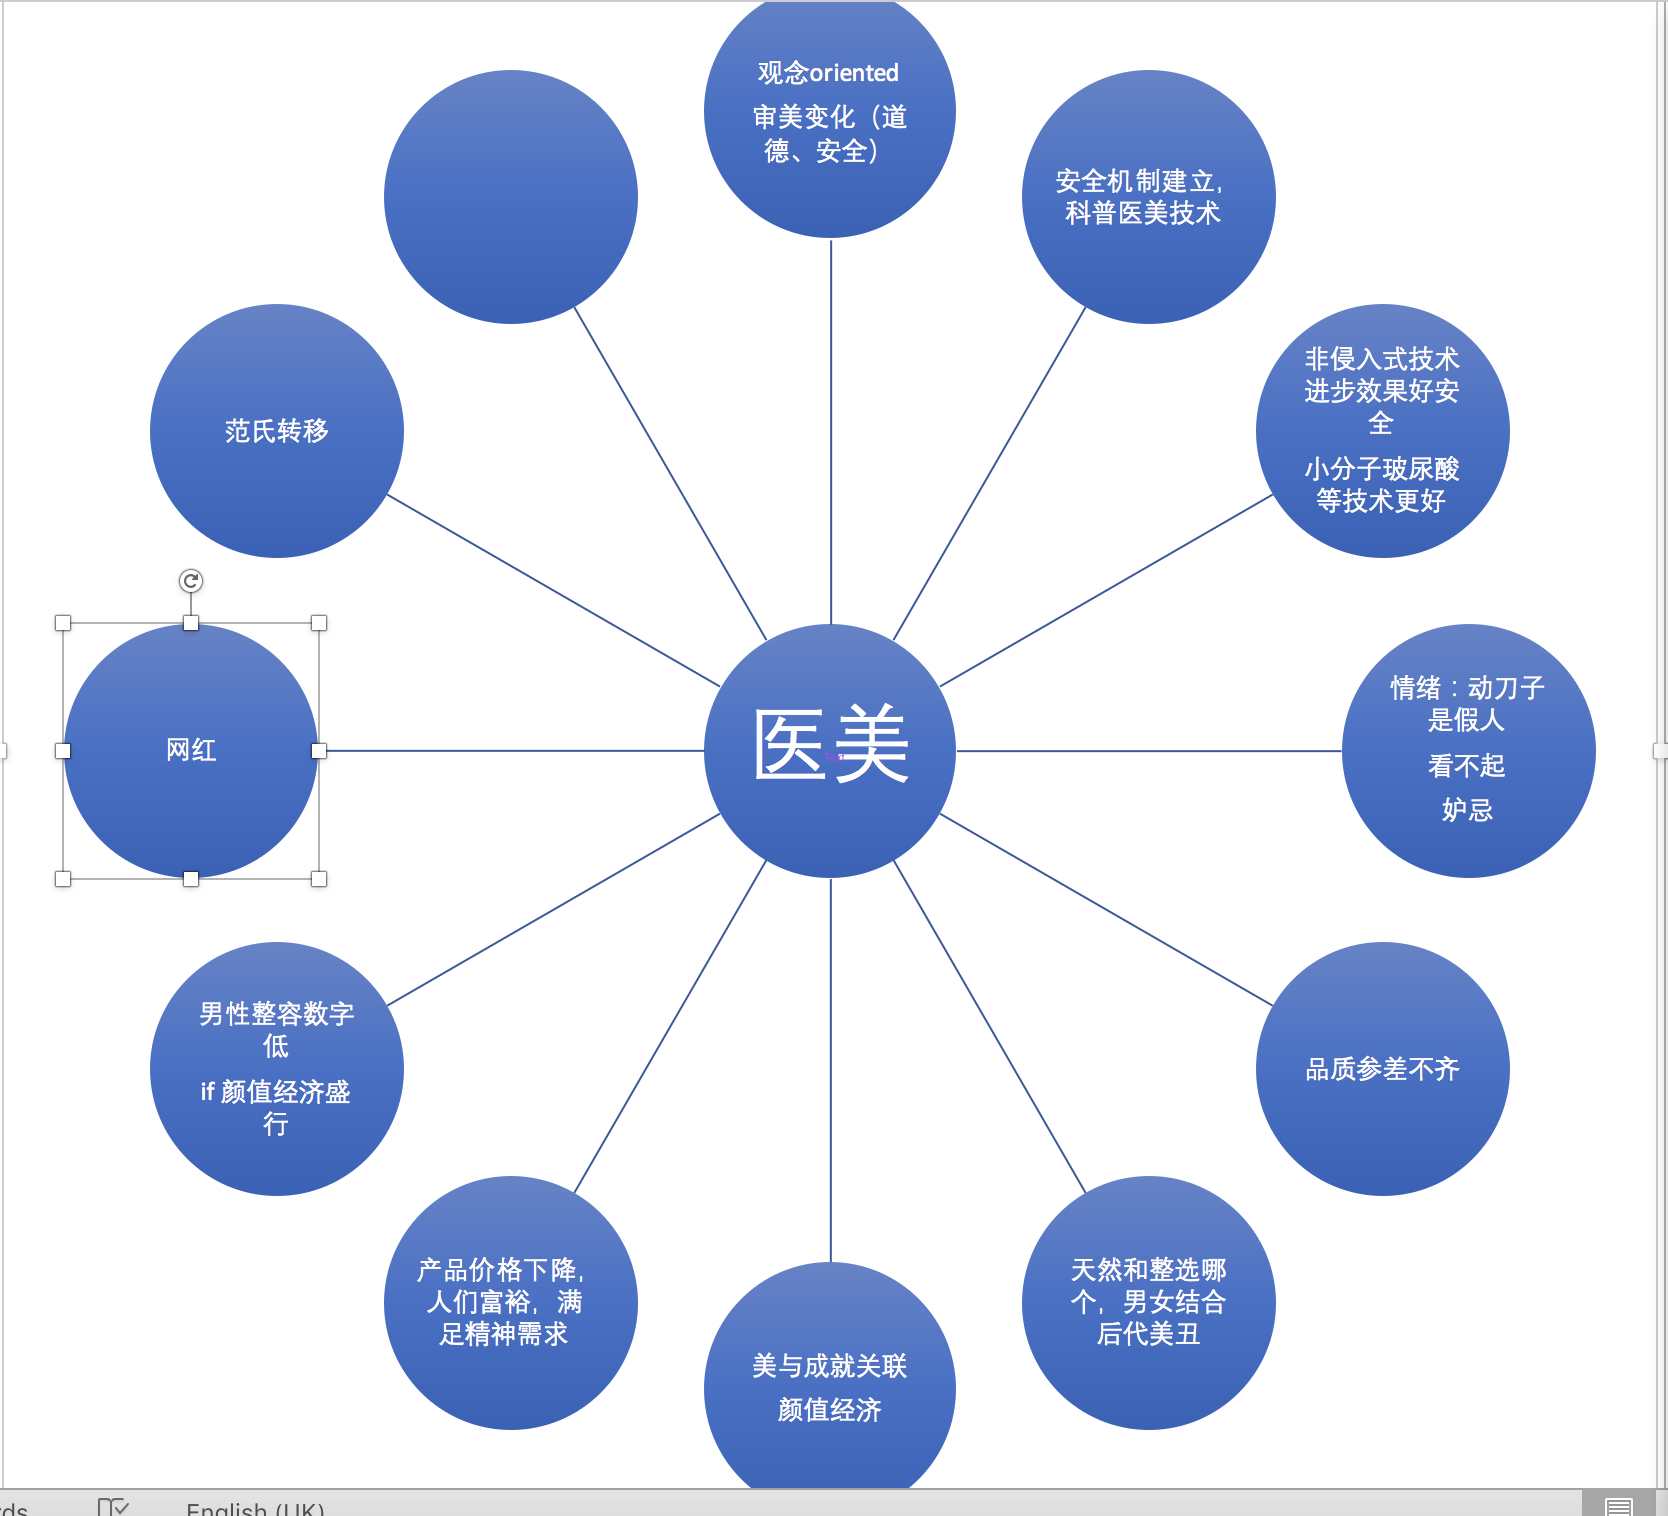 观念oriented
审美变化（道
德、安全）
安全机制建立，
科普医美技术
非侵入式技术
进步效果好安
全
小分子玻尿酸
等技术更好
情绪：动刀子
是假人
看不起
妒忌
品质参差不齐
天然和整选哪
个，男女结合
后代美丑
美与成就关联
颜值经济
产品价格下降，
人们富裕，满
足精神需求
男性整容数字
低
if 颜值经济盛
行
网红
范氏转移
医美
English (UK)